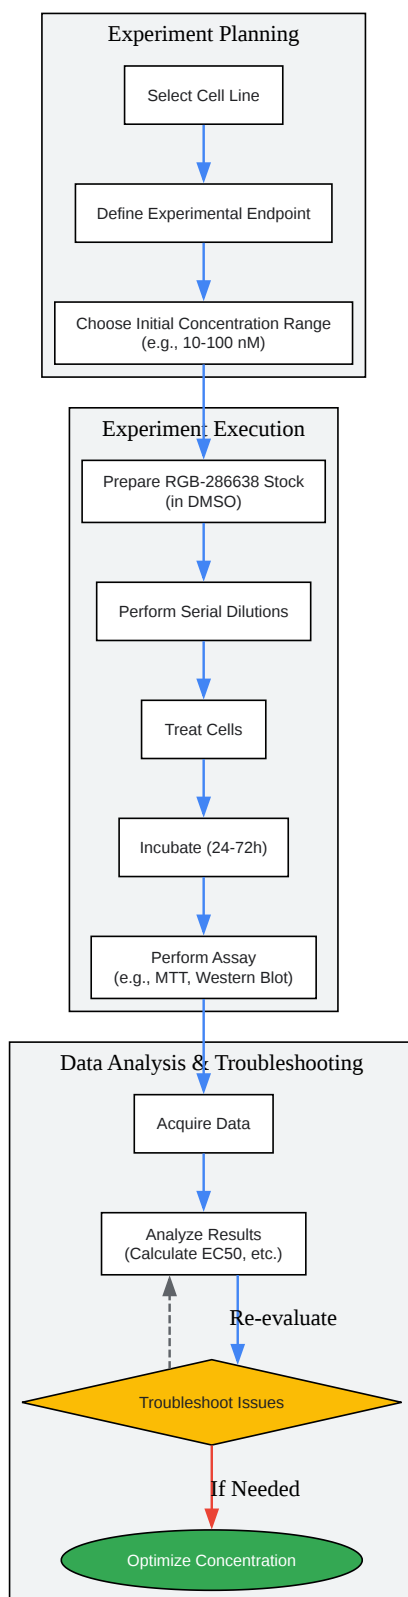 Experiment Planning
Select Cell Line
Define Experimental Endpoint
Choose Initial Concentration Range
(e.g., 10-100 nM)
Experiment Execution
Prepare RGB-286638 Stock
(in DMSO)
Perform Serial Dilutions
Treat Cells
Incubate (24-72h)
Perform Assay
(e.g., MTT, Western Blot)
Data Analysis & Troubleshooting
Acquire Data
Analyze Results
(Calculate EC50, etc.)
Re-evaluate
Troubleshoot Issues
If Needed
Optimize Concentration